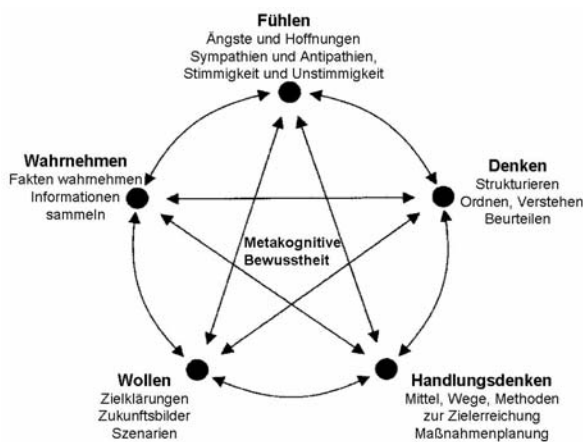 Fühlen
Ängste und Hoffnungen
Sympathien und Antipathien,
Stimmigkeit und Unstimmigkeit
Wahrnehmen
Fakten wahrnehmen
Informationen
sammeln
Denken
Strukturieren
Ordnen, Verstehen
Beurteilen
Metakognitive
Bewusstheit
Wollen
Zielklärungen
Zukunftsbilder
Szenarien
Handlungsdenken
Mittel, Wege, Methoden
zur Zielerreichung
Maßnahmenplanung